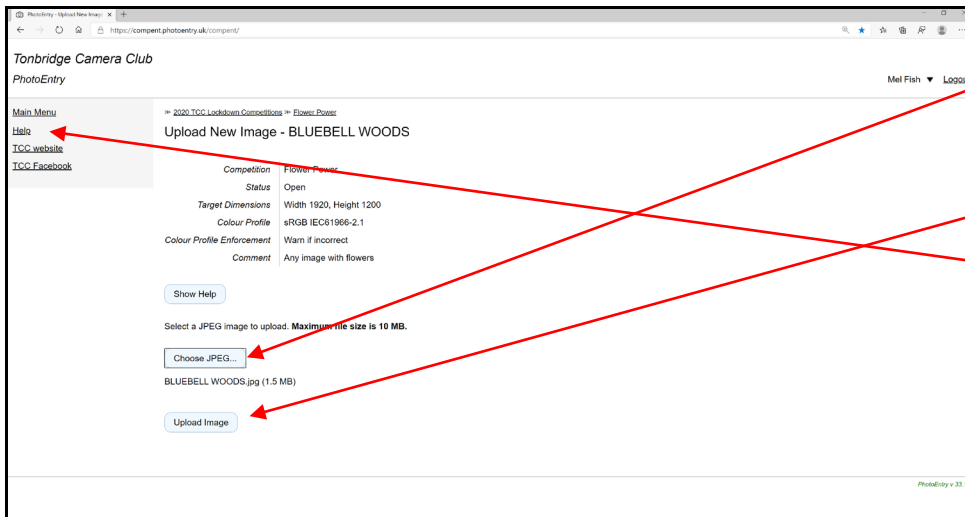 PhotoEntry - Upload New Image
https://compent.photoentry.uk/compent/
Tonbridge Camera Club
PhotoEntry
Mel Fish ▼ Logou
Main Menu
Help
TCC website
TCC Facebook
2020 TCC Lockdown Competitions Flower Power
Upload New Image - BLUEBELL WOODS
Competition Flower Power
Status Open
Target Dimensions Width 1920, Height 1200
Colour Profile sRGB IEC61966-2.1
Colour Profile Enforcement Warn if incorrect
Comment Any image with flowers
Show Help
Select a JPEG image to upload. Maximum file size is 10 MB.
Choose JPEG...
BLUEBELL WOODS.jpg (1.5 MB)
Upload Image
PhotoEntry v 33.